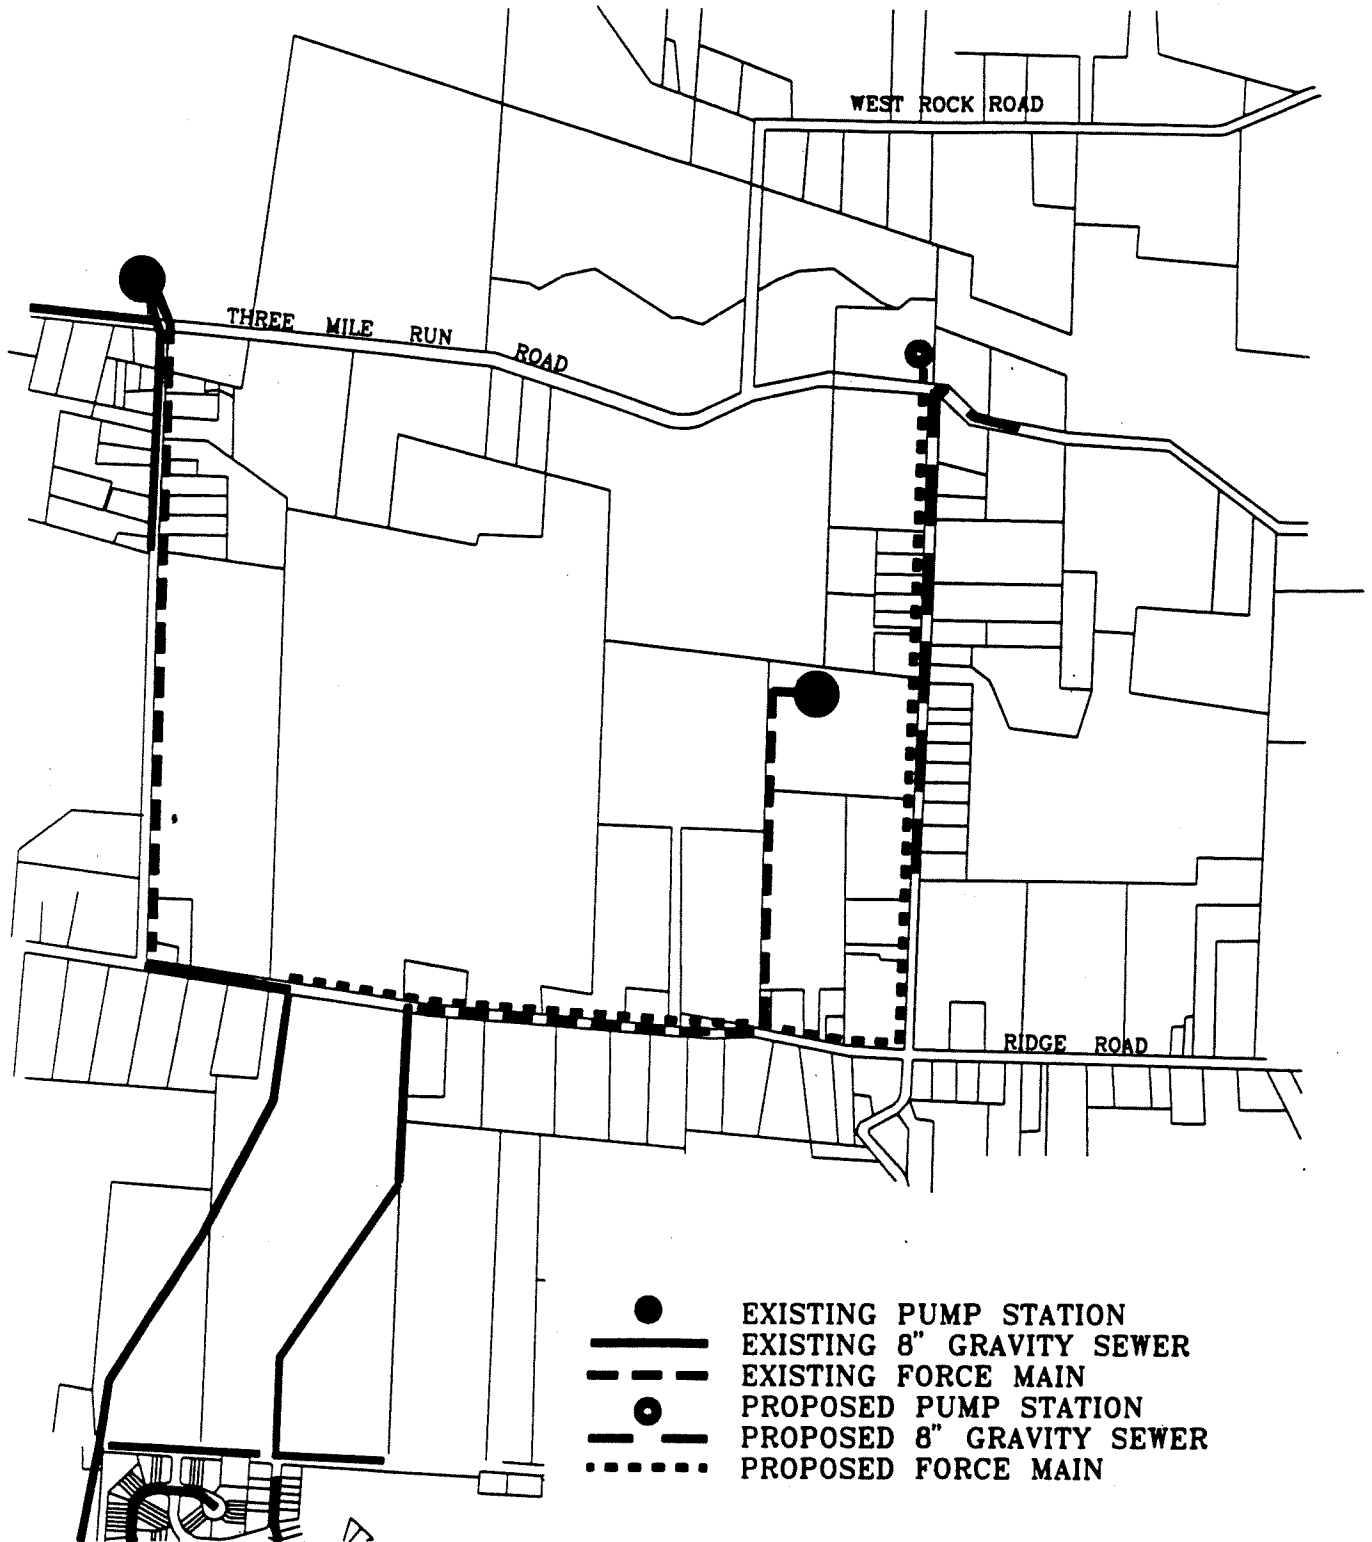 WEST ROCK ROAD
THREE MILE RUN ROAD
RIDGE ROAD
EXISTING PUMP STATION
EXISTING 8" GRAVITY SEWER
EXISTING FORCE MAIN
PROPOSED PUMP STATION
PROPOSED 8" GRAVITY SEWER
PROPOSED FORCE MAIN